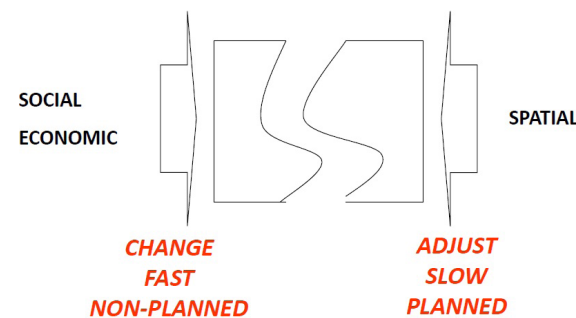 SOCIAL
ECONOMIC
SPATIAL
CHANGE
FAST
NON-PLANNED
ADJUST
SLOW
PLANNED